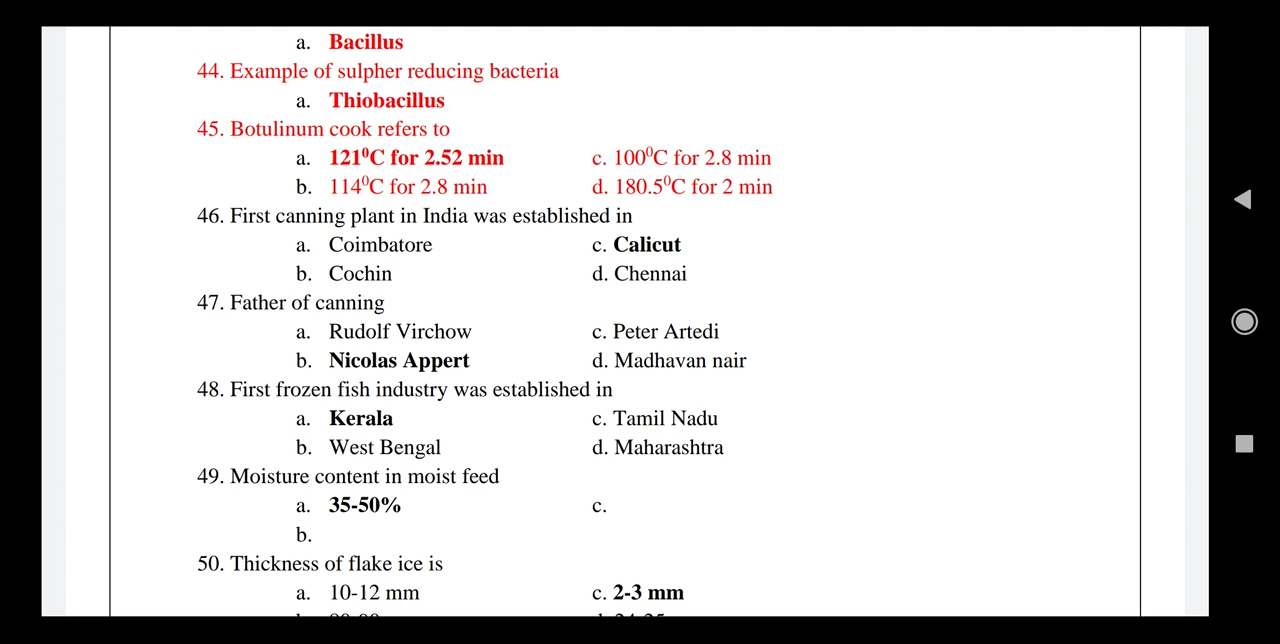 a. Bacillus
44. Example of sulpher reducing bacteria
a. Thiobacillus
45. Botulinum cook refers to
a. 121⁰C for 2.52 min c. 100⁰C for 2.8 min
b. 114⁰C for 2.8 min d. 180.5⁰C for 2 min
46. First canning plant in India was established in
a. Coimbatore c. Calicut
b. Cochin d. Chennai
47. Father of canning
a. Rudolf Virchow c. Peter Artedi
b. Nicolas Appert d. Madhavan nair
48. First frozen fish industry was established in
a. Kerala c. Tamil Nadu
b. West Bengal d. Maharashtra
49. Moisture content in moist feed
a. 35-50% c.
b.
50. Thickness of flake ice is
a. 10-12 mm c. 2-3 mm